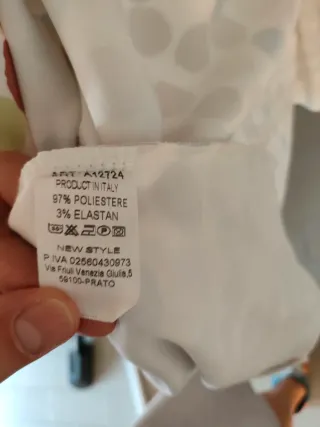 ART. 612724
PRODUCT IN ITALY
97% POLIESTERE
3% ELASTAN
NEW STYLE
P.IVA 02560430973
Via Friuli Venezia Giulia,5
59100-PRATO